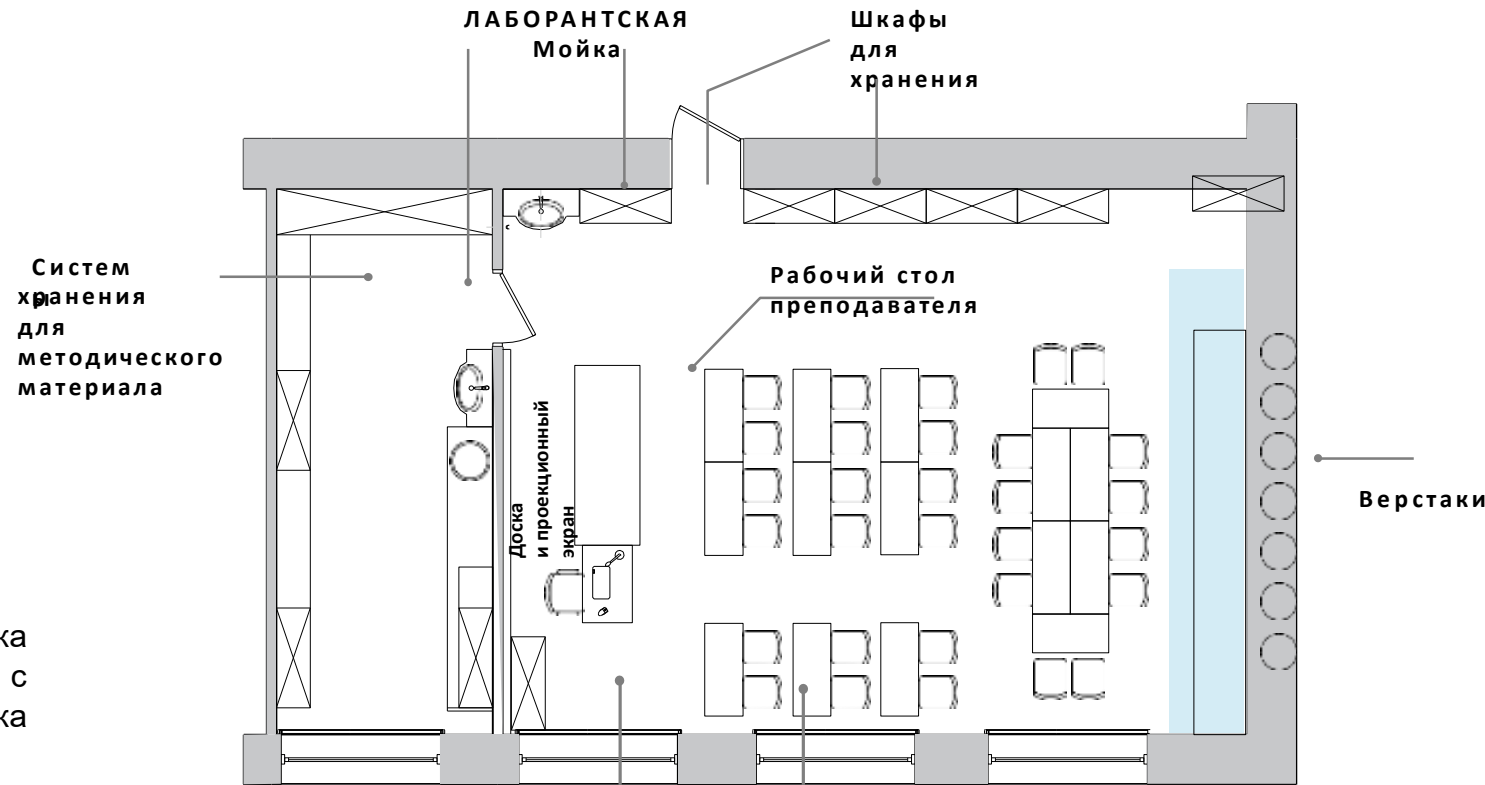 ЛАБОРАНТСКАЯ
Мойка
Шкафы
для
хранения
Систем
ы
хранения
для
методического
материала
Рабочий стол
преподавателя
Доска
и проекционный
экран
Верстаки
ка
с
ка